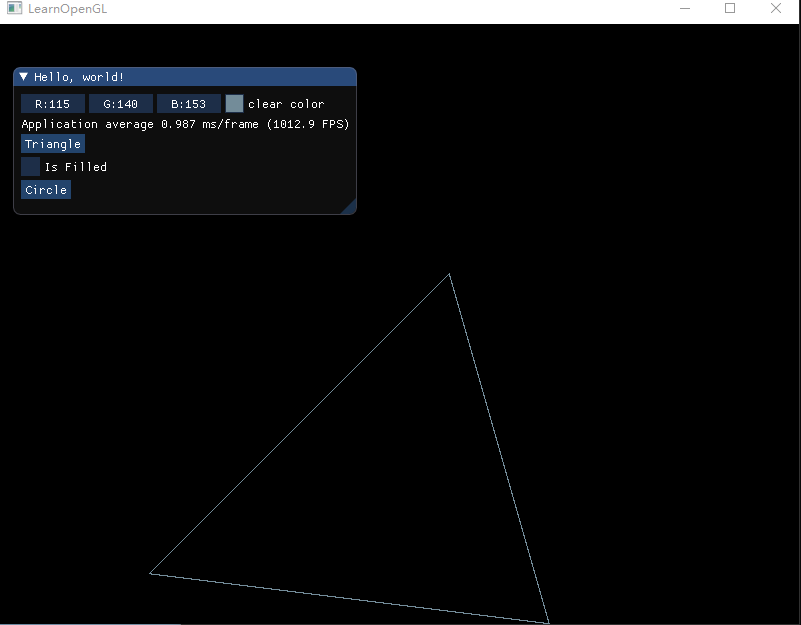 LearnOpenGL
Hello, world!
R:115 G:140 B:153 clear color
Application average 0.987 ms/frame (1012.9 FPS)
Triangle
Is Filled
Circle